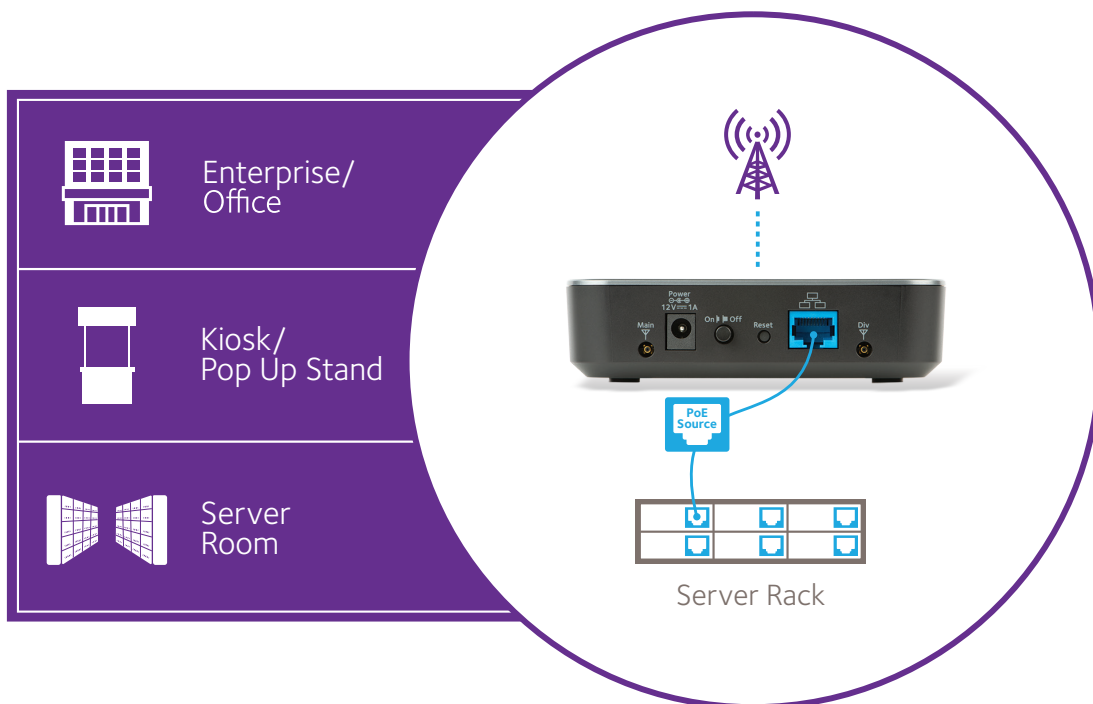 Enterprise/
Office
Kiosk/
Pop Up Stand
Server
Room
Power
12V⎓1A
Main
On
Off
Reset
Div
PoE
Source
Server Rack